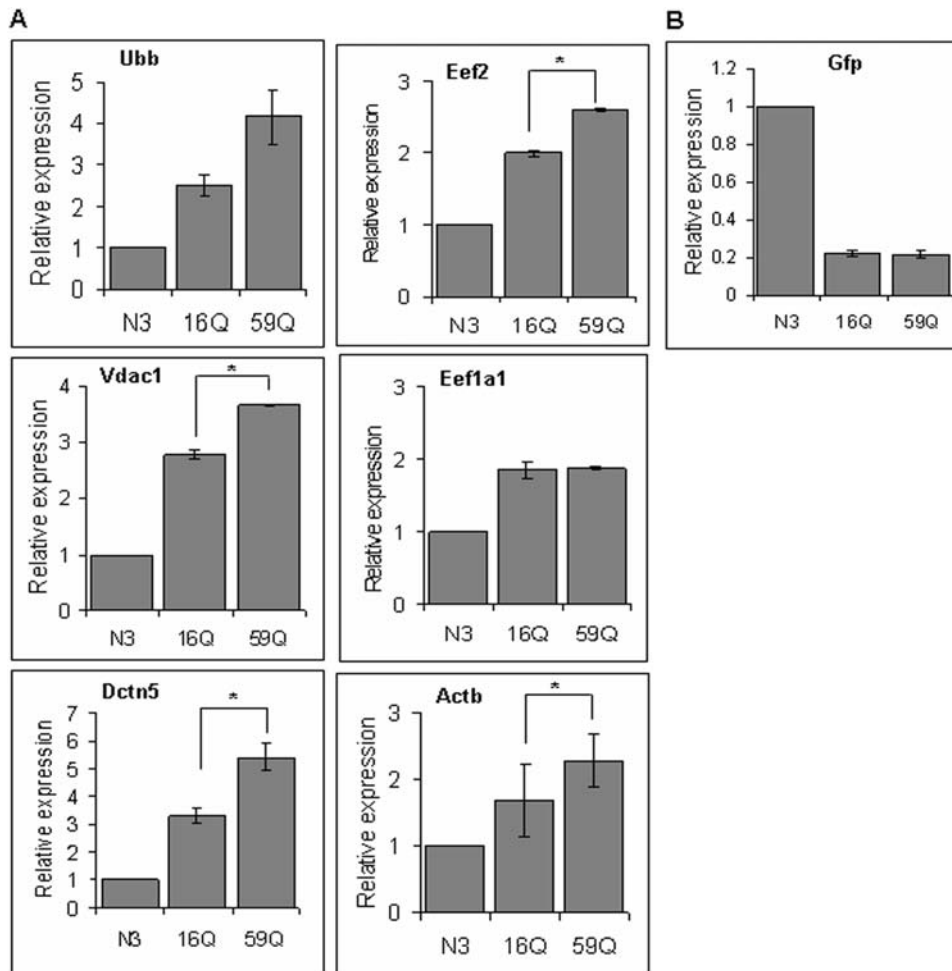 A
Ubb
Relative expression
5
4
3
2
1
0
N3 16Q 59Q
Eef2
*
Relative expression
3
2
1
0
N3 16Q 59Q
B
Gfp
Relative expression
1.2
1
0.8
0.6
0.4
0.2
0
N3 16Q 59Q
Vdac1
*
Relative expression
4
3
2
1
0
N3 16Q 59Q
Eef1a1
Relative expression
3
2
1
0
N3 16Q 59Q
Dctn5
*
Relative expression
7
6
5
4
3
2
1
0
N3 16Q 59Q
Actb
*
Relative expression
3
2
1
0
N3 16Q 59Q